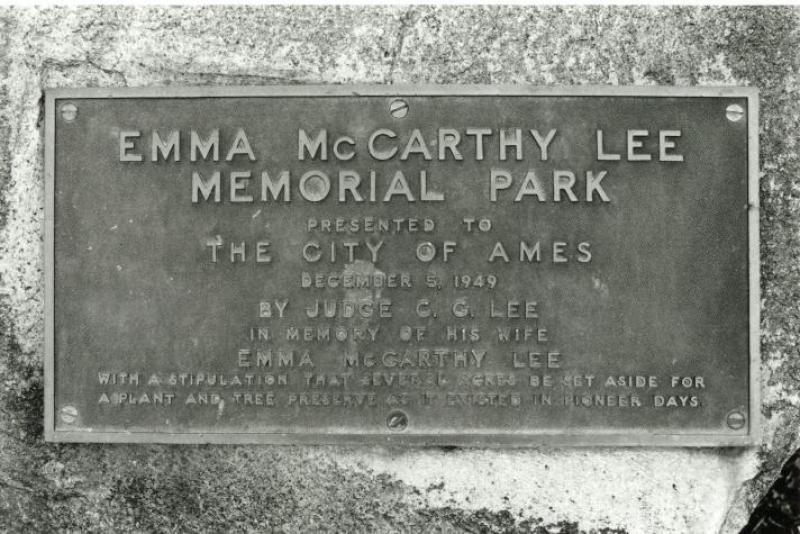 EMMA McCARTHY LEE
MEMORIAL PARK
PRESENTED TO
THE CITY OF AMES
DECEMBER 5, 1949
BY JUDGE C. G. LEE
IN MEMORY OF HIS WIFE
EMMA McCARTHY LEE
WITH A STIPULATION THAT SEVERAL ACRES BE SET ASIDE FOR
A PLANT AND TREE PRESERVE AS IT EXISTED IN PIONEER DAYS.